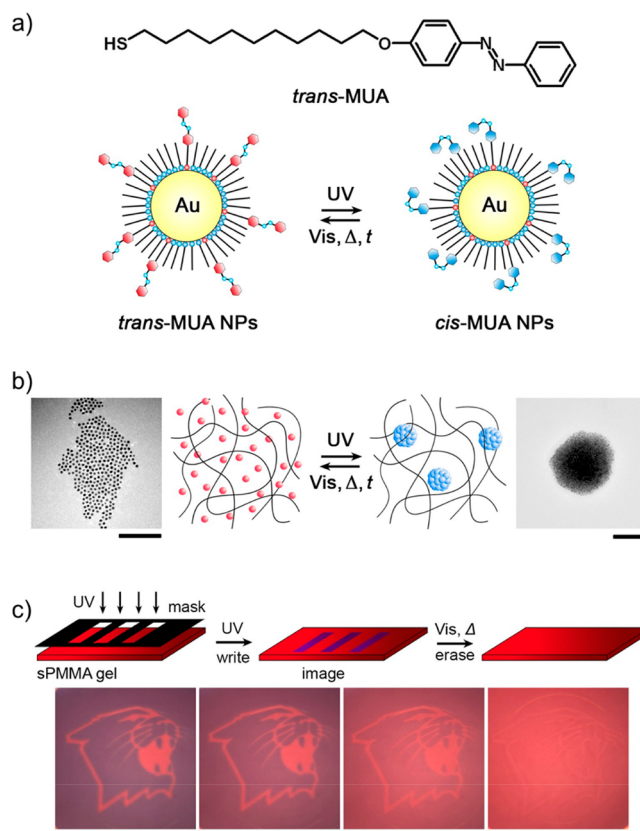 a)
HS
O
N
N
trans-MUA
Au
UV
Vis, Δ, t
Au
trans-MUA NPs
cis-MUA NPs
b)
UV
Vis, Δ, t
c)
UV
mask
UV
write
Vis, Δ
erase
sPMMA gel
image